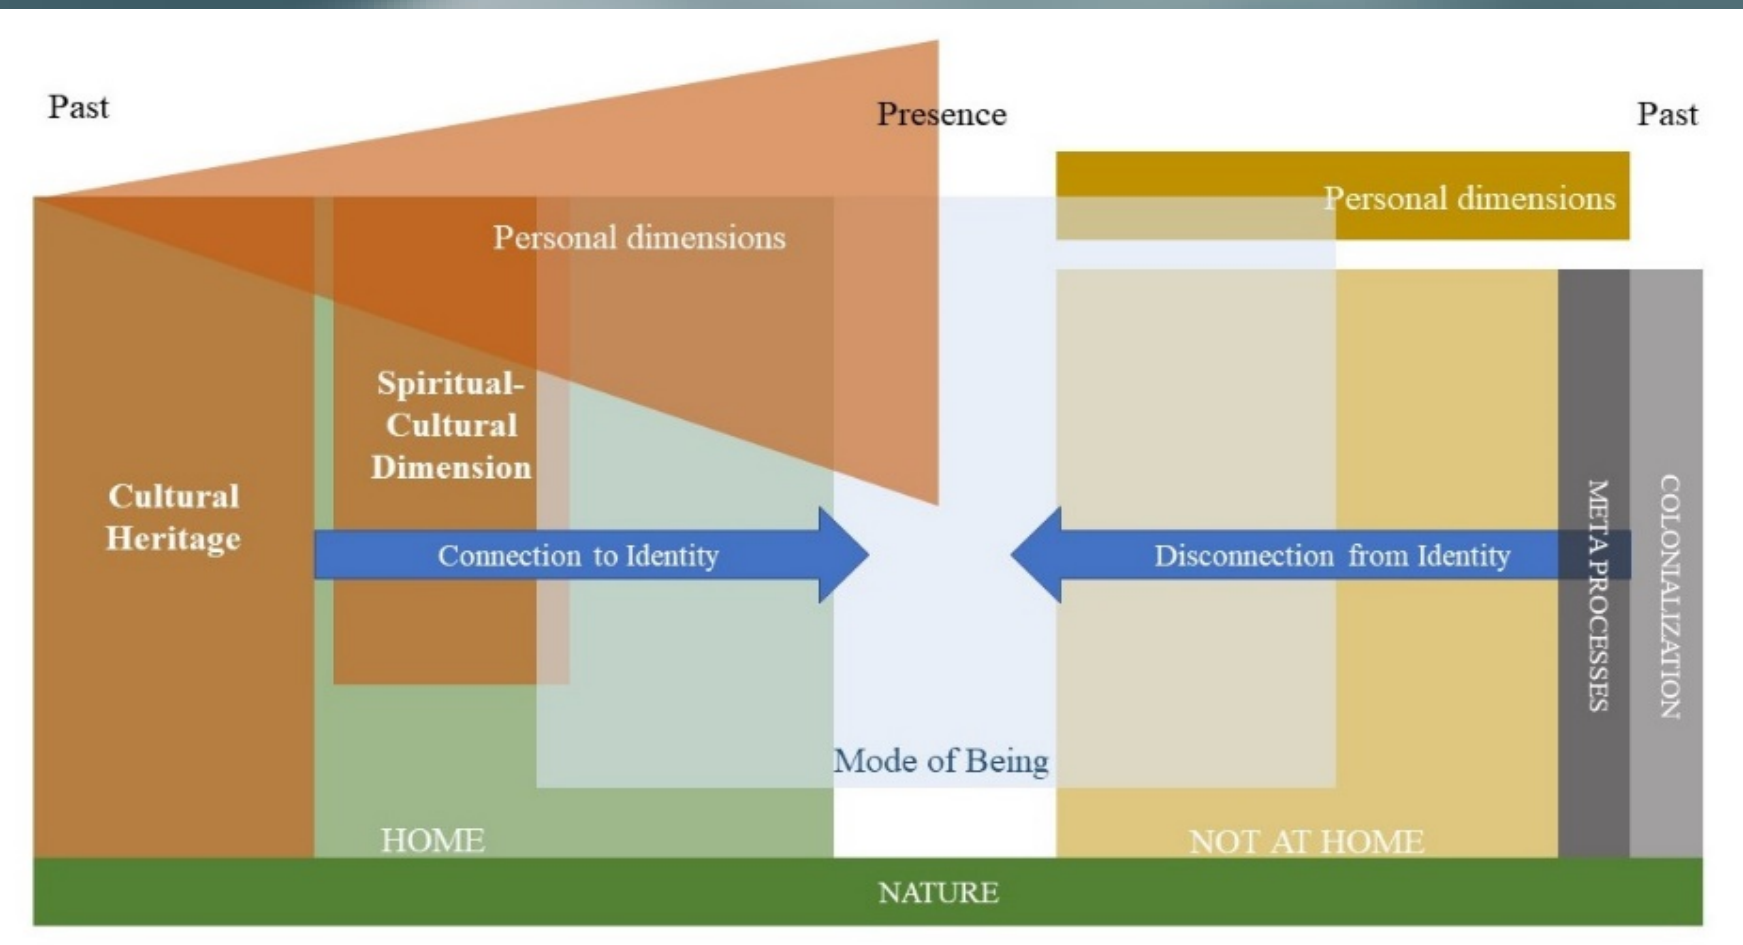 Past
Presence
Past
Personal dimensions
Personal dimensions
Spiritual-
Cultural
Dimension
Cultural
Heritage
Connection to Identity
Disconnection from Identity
META PROCESSES
COLONIALIZATION
Mode of Being
HOME
NOT AT HOME
NATURE